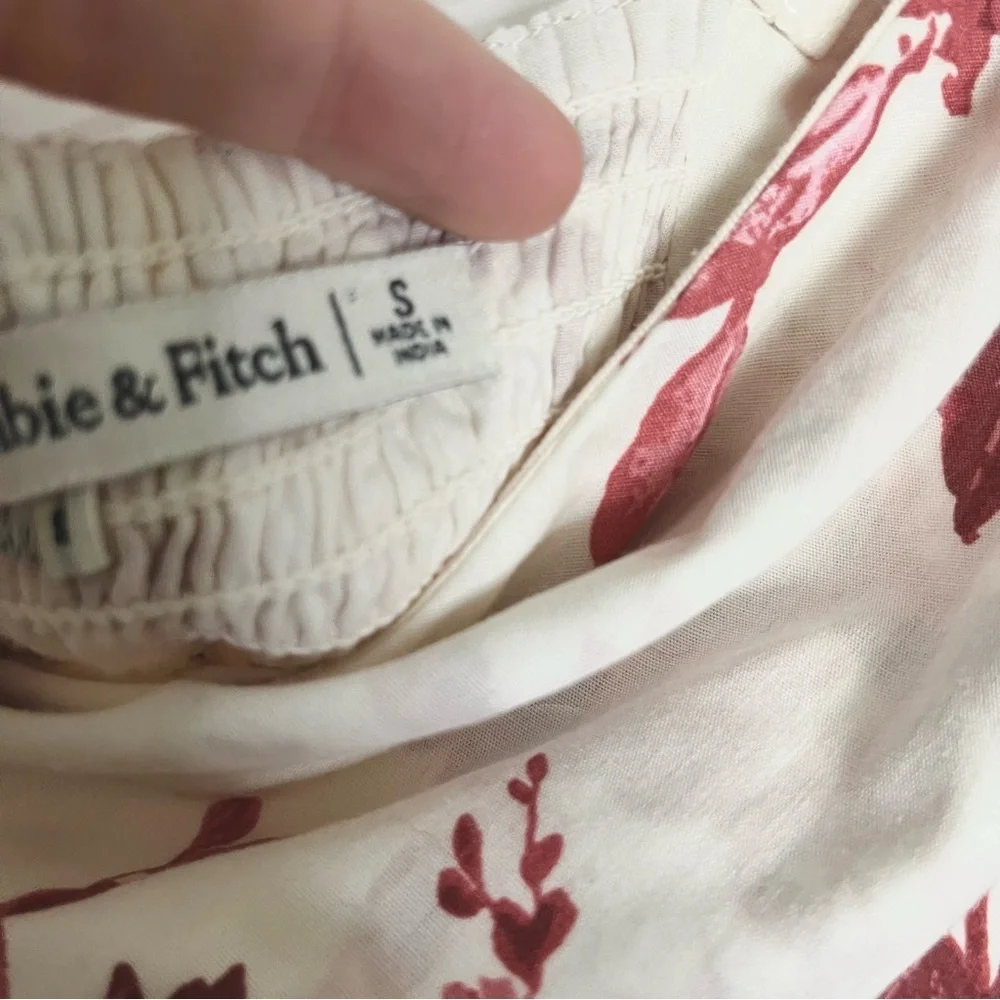 bie & Fitch
S
MADE IN
INDIA